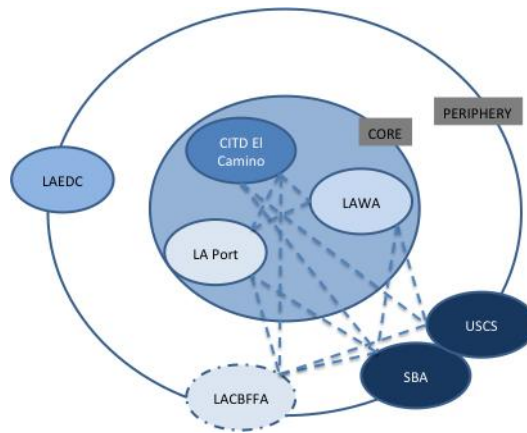 PERIPHERY
CORE
CITD El
Camino
LAEDC
LAWA
LA Port
USCS
SBA
LACBFFA